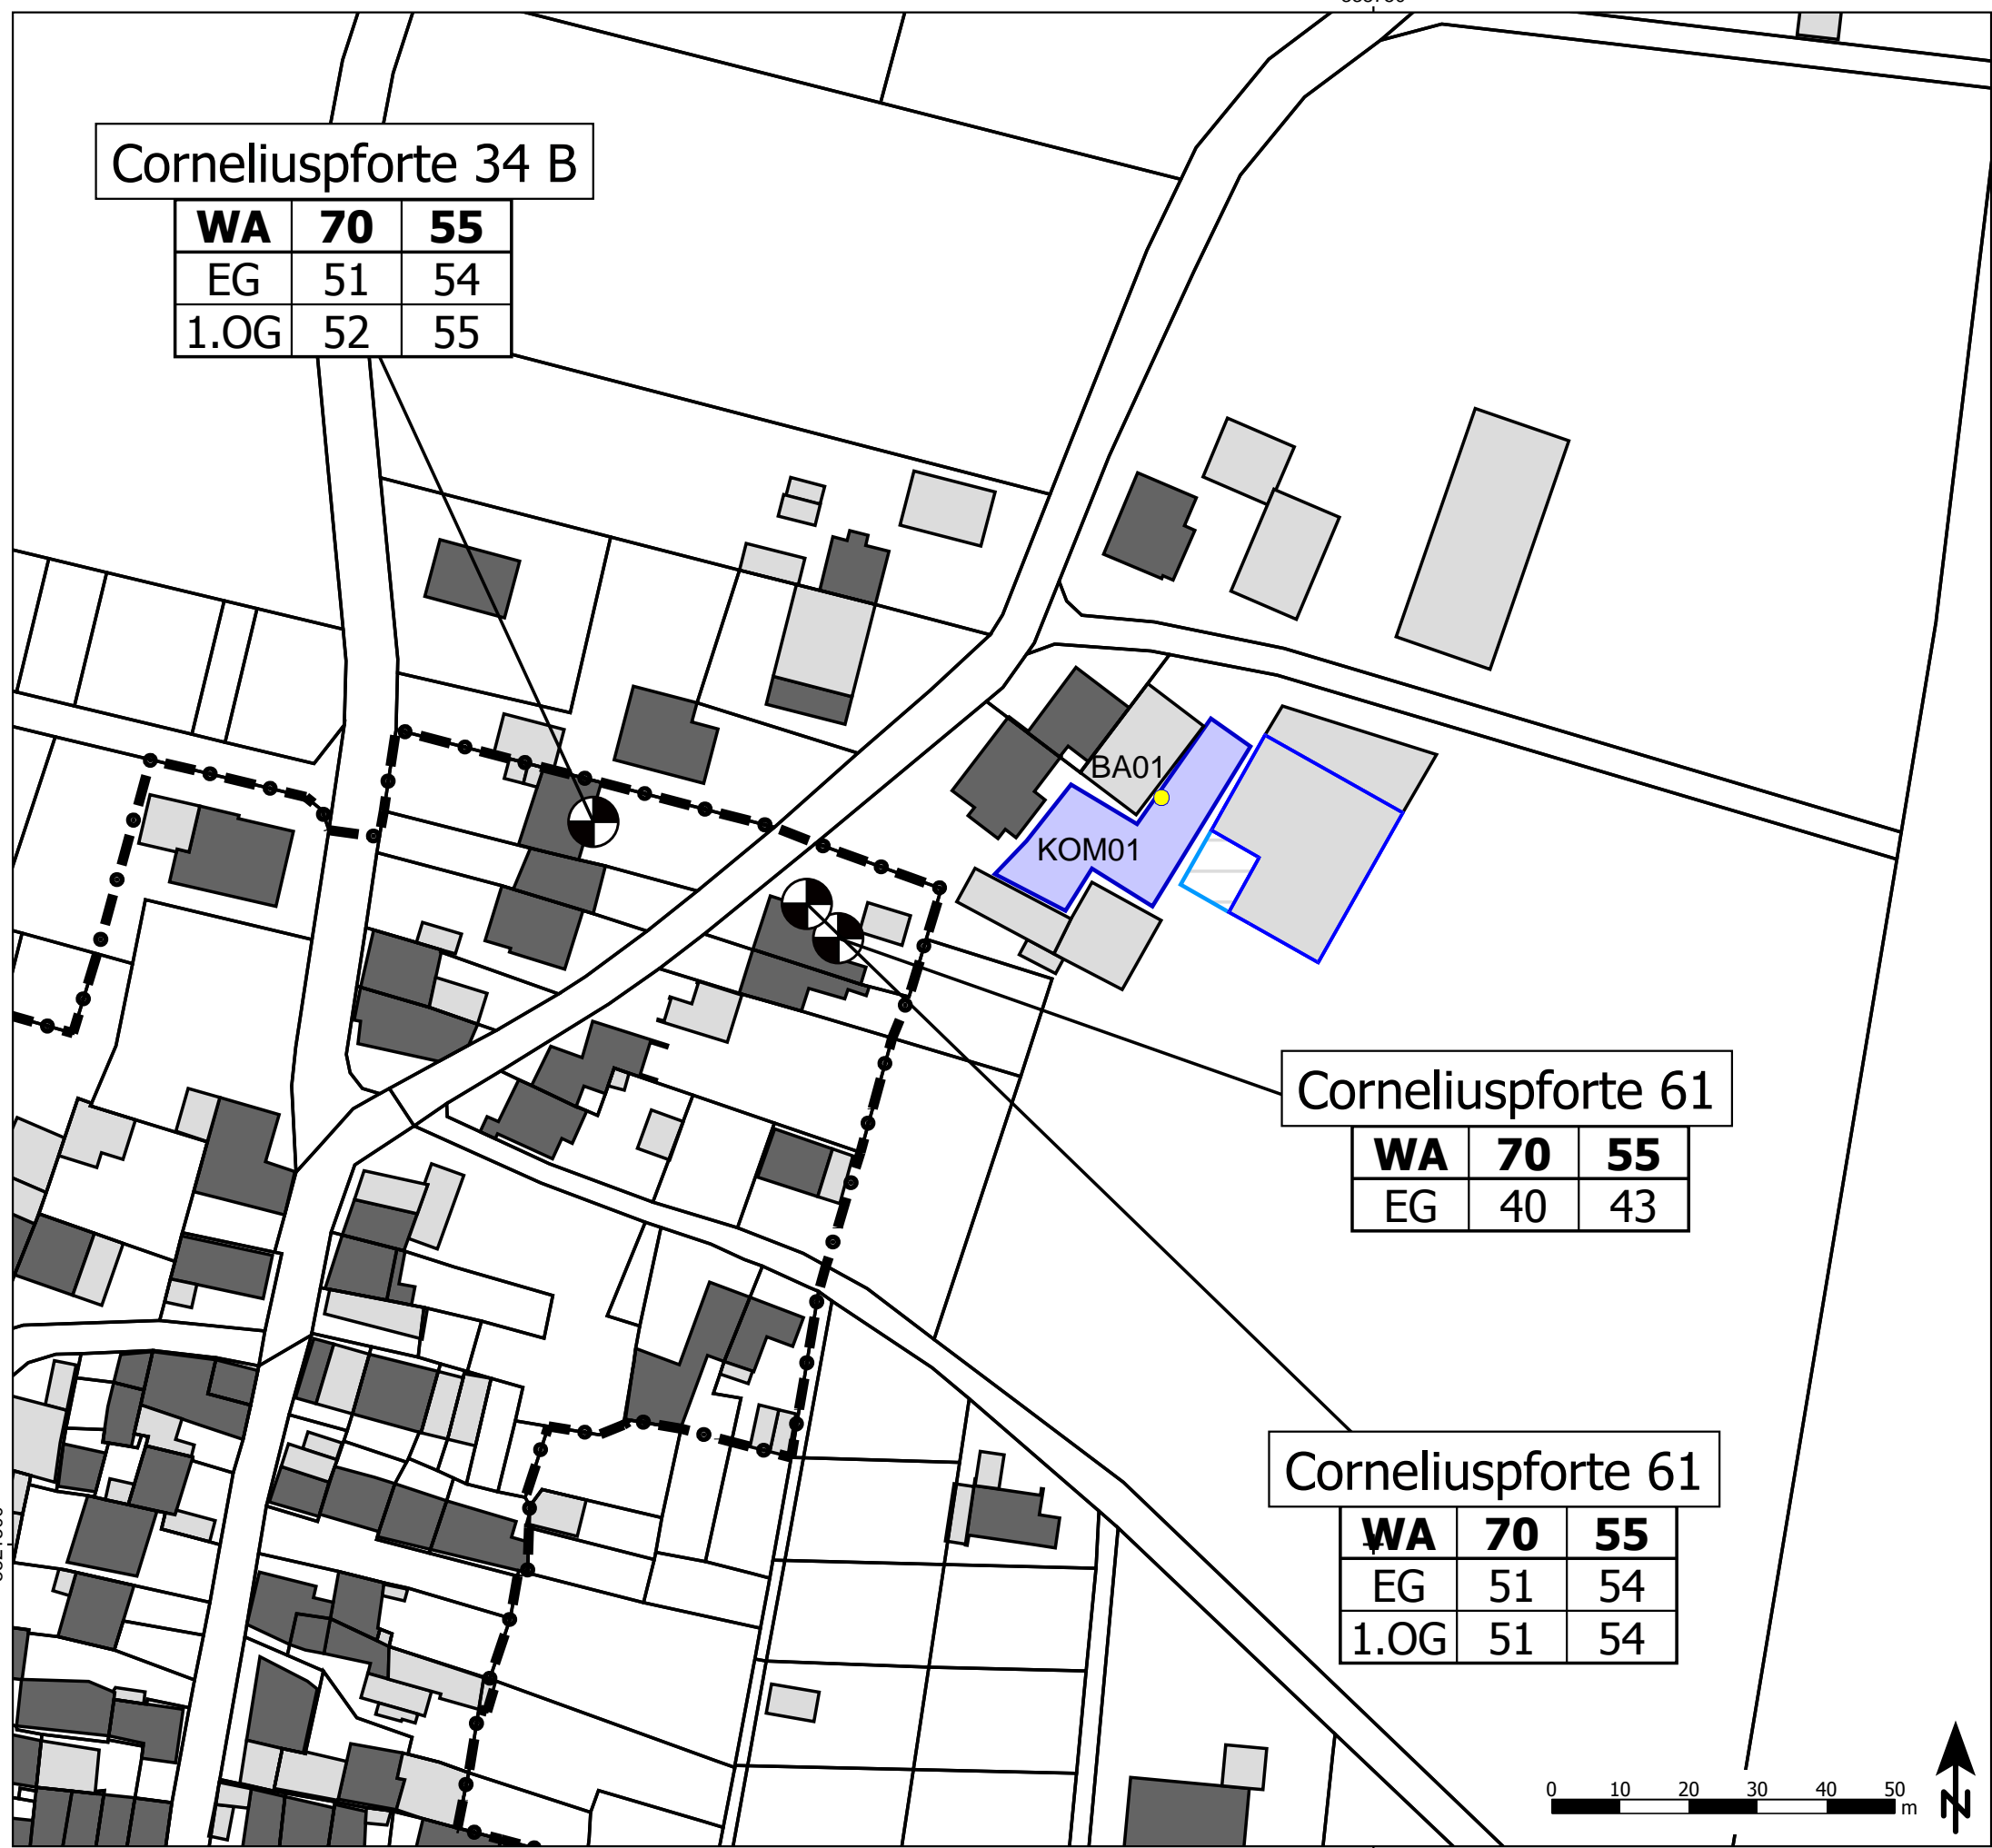 Corneliuspforte 34 B
WA 70 55
EG 51 54
1.OG 52 55
BA01
KOM01
Corneliuspforte 61
WA 70 55
EG 40 43
Corneliuspforte 61
WA 70 55
EG 51 54
1.OG 51 54
0 10 20 30 40 50
m
N